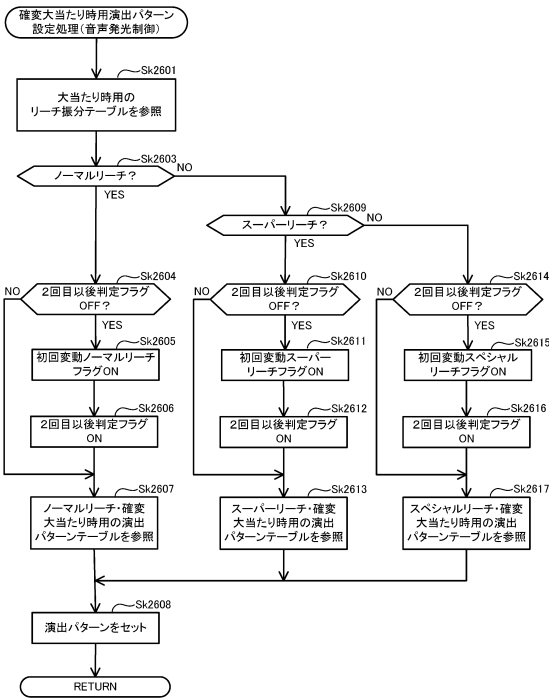 確変大当たり時用演出パターン
設定処理(音声発光制御)
Sk2601
大当たり時用の
リーチ振分テーブルを参照
Sk2603
ノーマルリーチ?
NO
YES
Sk2609
スーパーリーチ?
NO
YES
Sk2604
2回目以後判定フラグ
OFF?
NO
YES
Sk2610
2回目以後判定フラグ
OFF?
NO
YES
Sk2614
2回目以後判定フラグ
OFF?
NO
YES
Sk2605
初回変動ノーマルリーチ
フラグON
Sk2611
初回変動スーパー
リーチフラグON
Sk2615
初回変動スペシャル
リーチフラグON
Sk2606
2回目以後判定フラグ
ON
Sk2612
2回目以後判定フラグ
ON
Sk2616
2回目以後判定フラグ
ON
Sk2607
ノーマルリーチ・確変
大当たり時用の演出
パターンテーブルを参照
Sk2613
スーパーリーチ・確変
大当たり時用の演出
パターンテーブルを参照
Sk2617
スペシャルリーチ・確変
大当たり時用の演出
パターンテーブルを参照
Sk2608
演出パターンをセット
RETURN